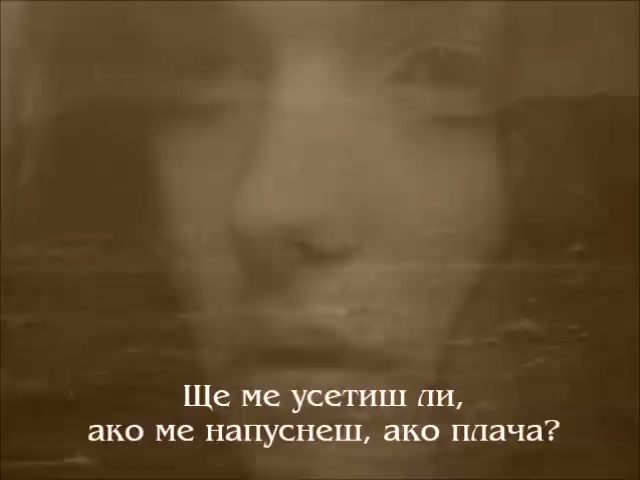 Ще ме усетиш ли,
ако ме напуснеш, ако плача?